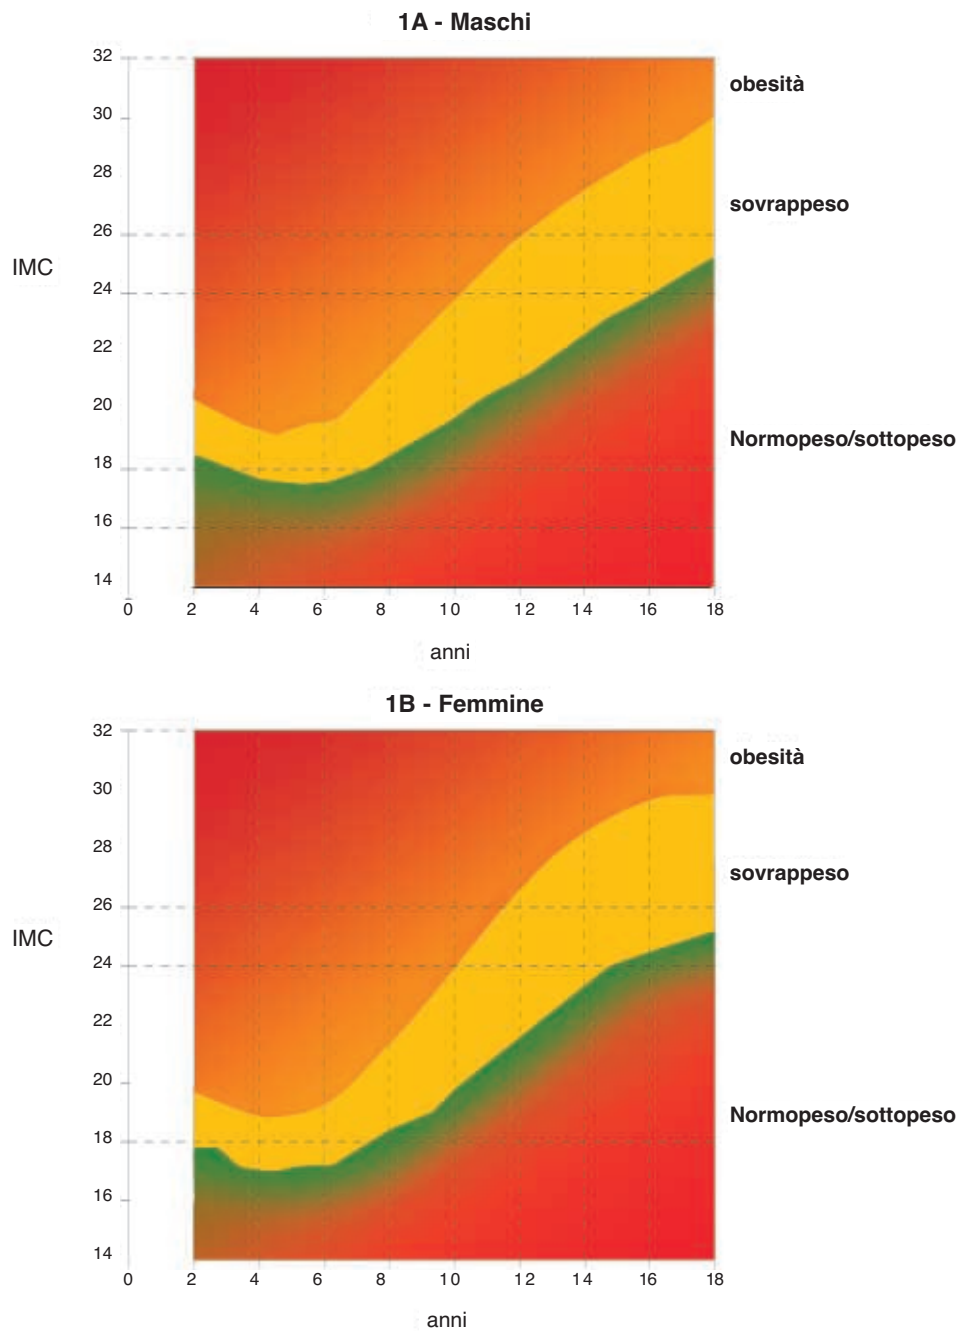 1A - Maschi
32
30
28
26
24
22
20
18
16
14
IMC
obesità
sovrappeso
Normopeso/sottopeso
0 2 4 6 8 10 12 14 16 18
anni
1B - Femmine
32
30
28
26
24
22
20
18
16
14
IMC
obesità
sovrappeso
Normopeso/sottopeso
0 2 4 6 8 10 12 14 16 18
anni